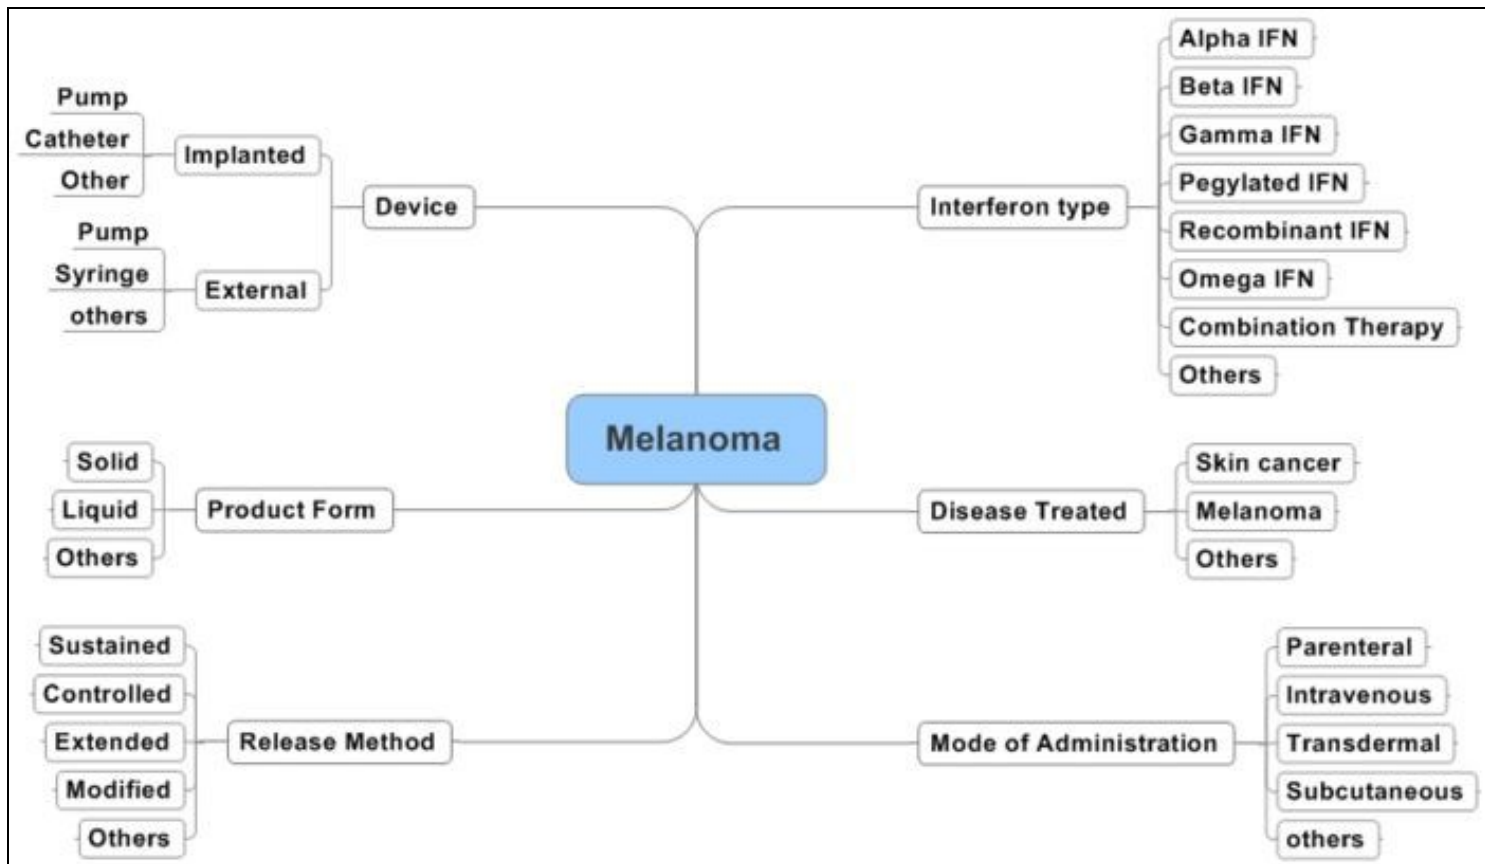 Melanoma
Device
Implanted
Pump
Catheter
Other
External
Pump
Syringe
others
Product Form
Solid
Liquid
Others
Release Method
Sustained
Controlled
Extended
Modified
Others
Interferon type
Alpha IFN
Beta IFN
Gamma IFN
Pegylated IFN
Recombinant IFN
Omega IFN
Combination Therapy
Others
Disease Treated
Skin cancer
Melanoma
Others
Mode of Administration
Parenteral
Intravenous
Transdermal
Subcutaneous
others